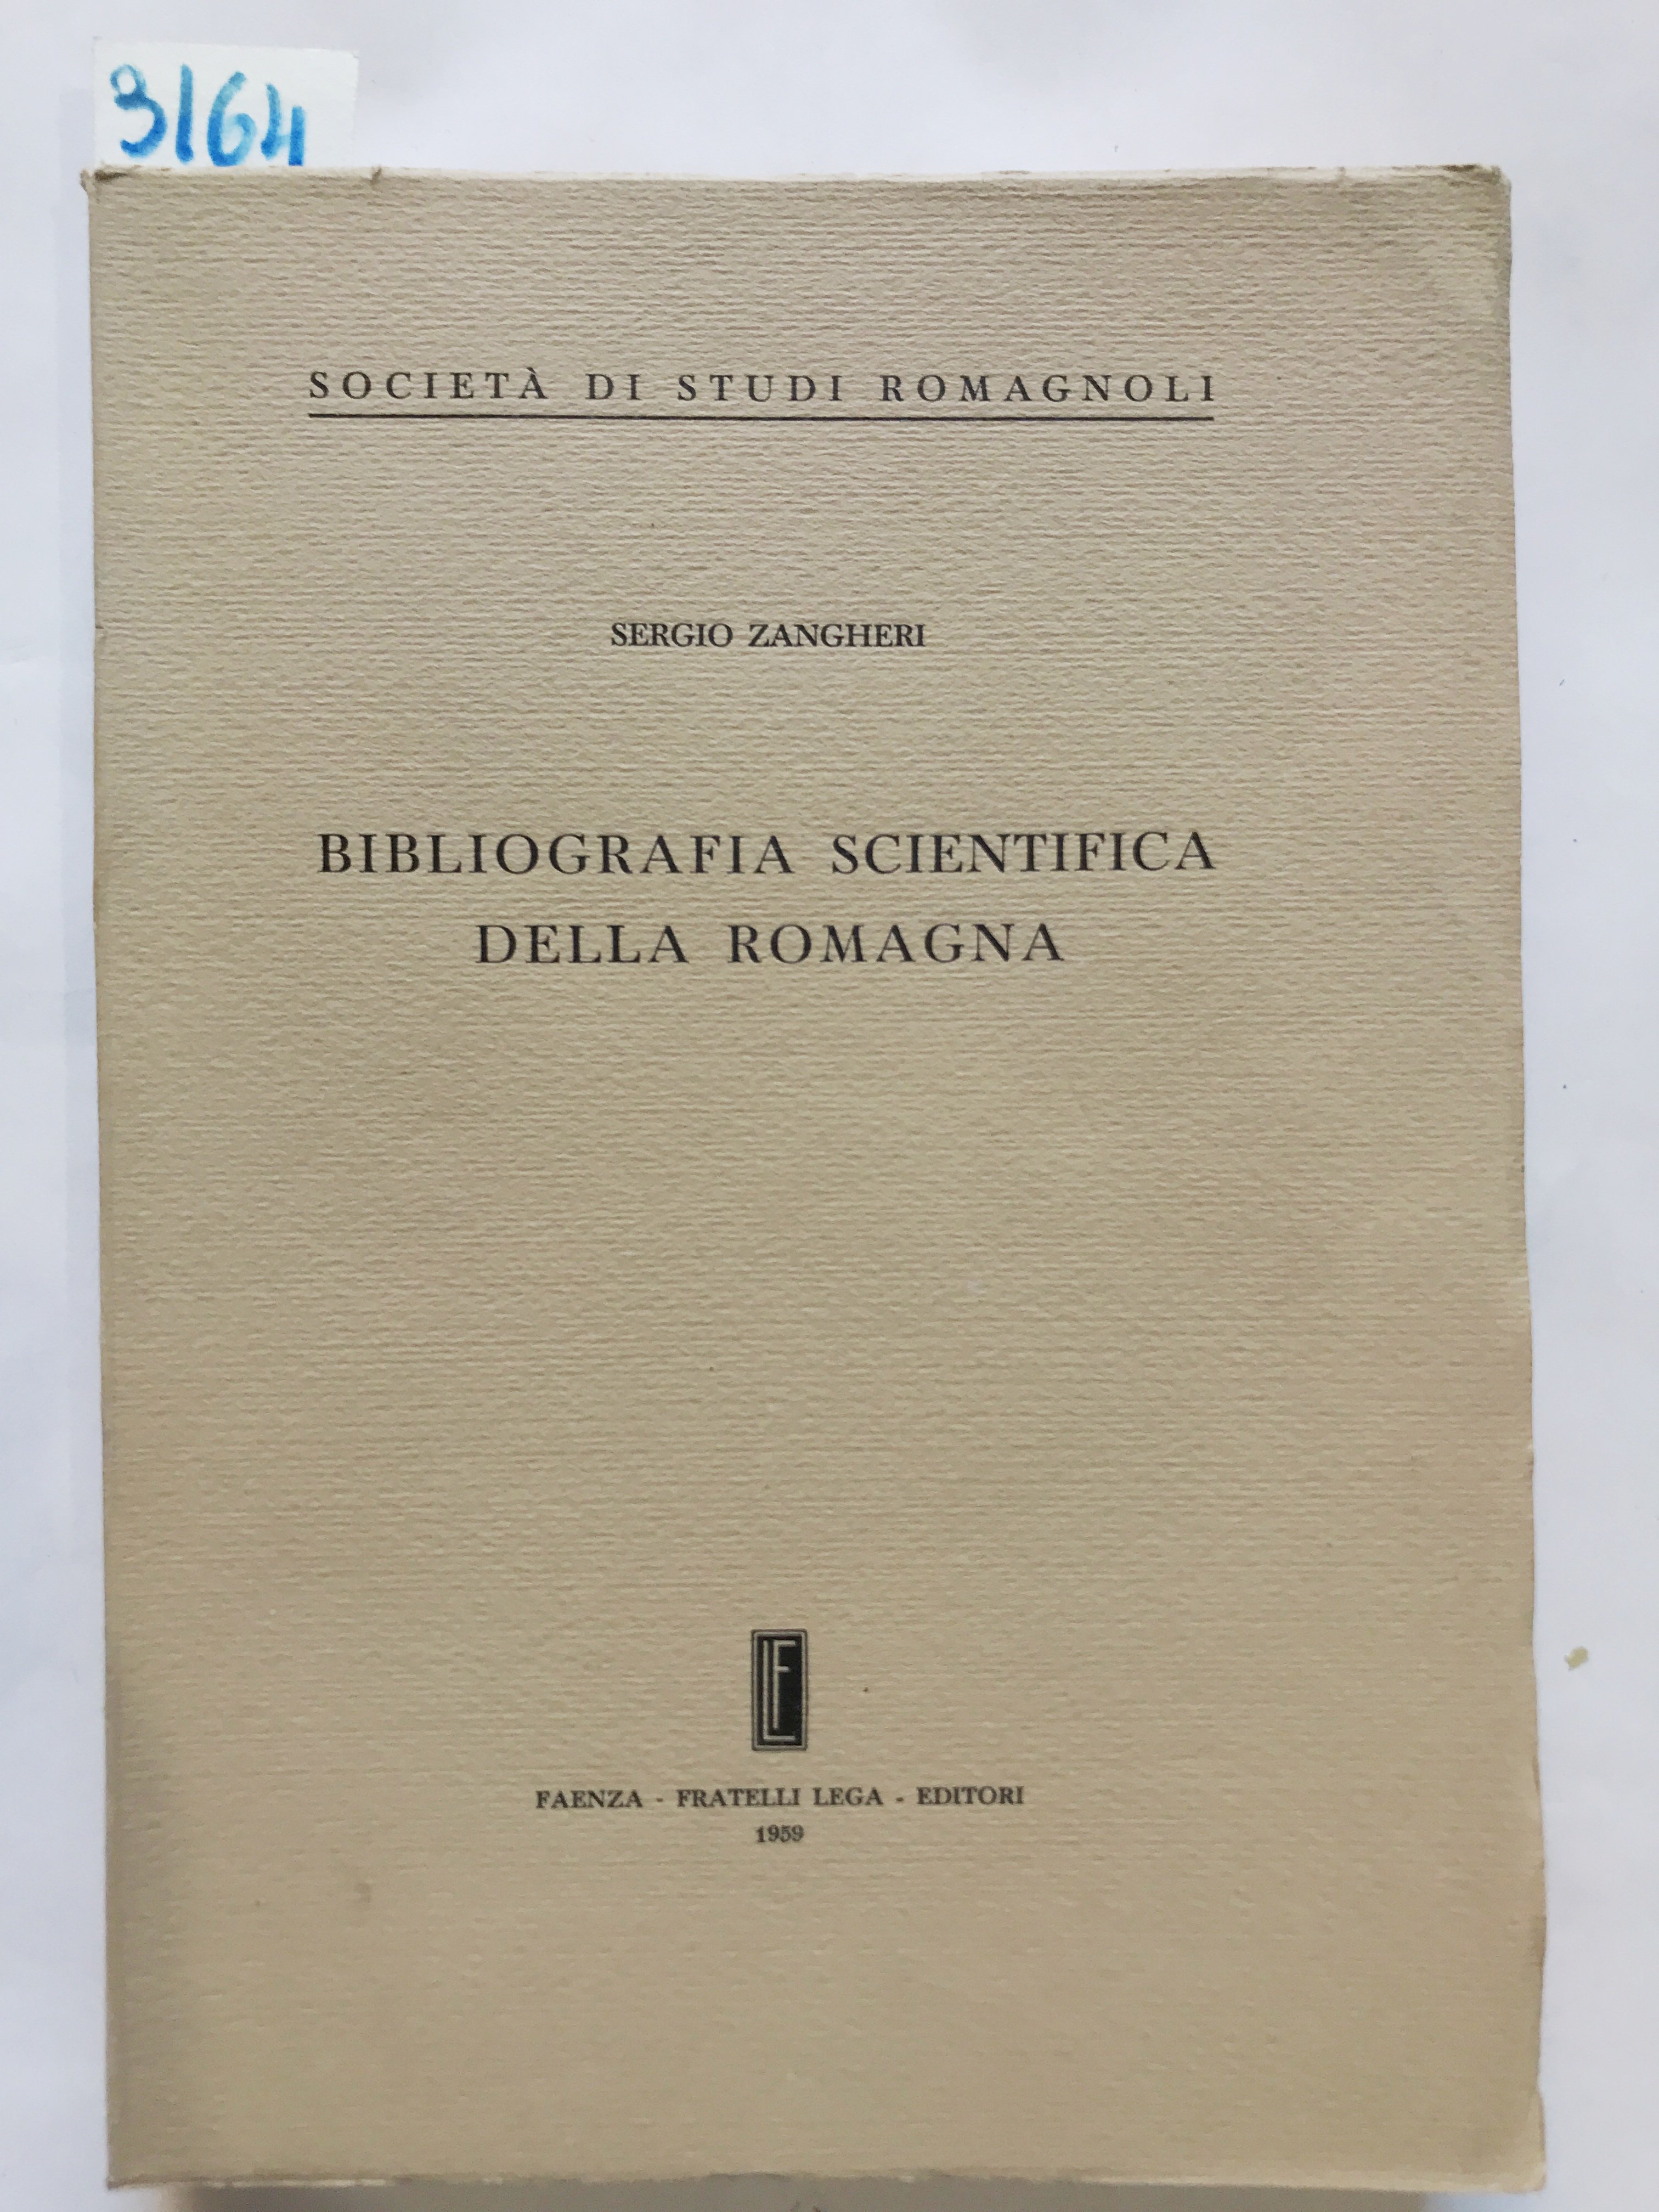 3164
SOCIETÀ DI STUDI ROMAGNOLI
SERGIO ZANGHERI
BIBLIOGRAFIA SCIENTIFICA
DELLA ROMAGNA
LF
FAENZA - FRATELLI LEGA - EDITORI
1959